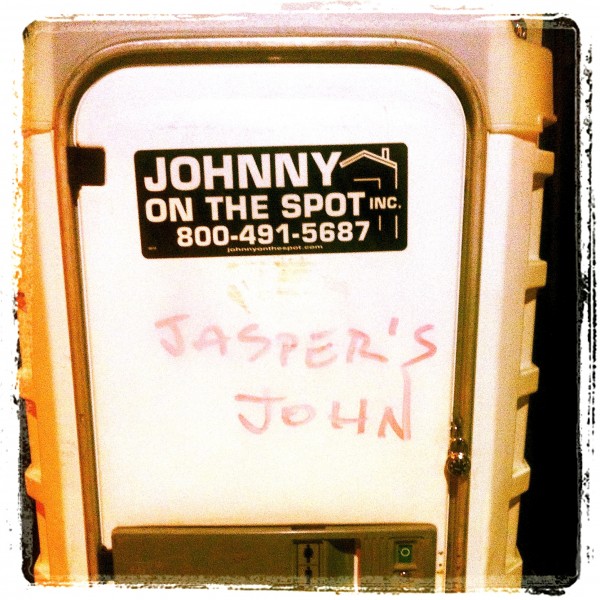 JOHNNY
ON THE SPOT INC.
800-491-5687
johnnyonthespot.com
JASPER'S
JOHN